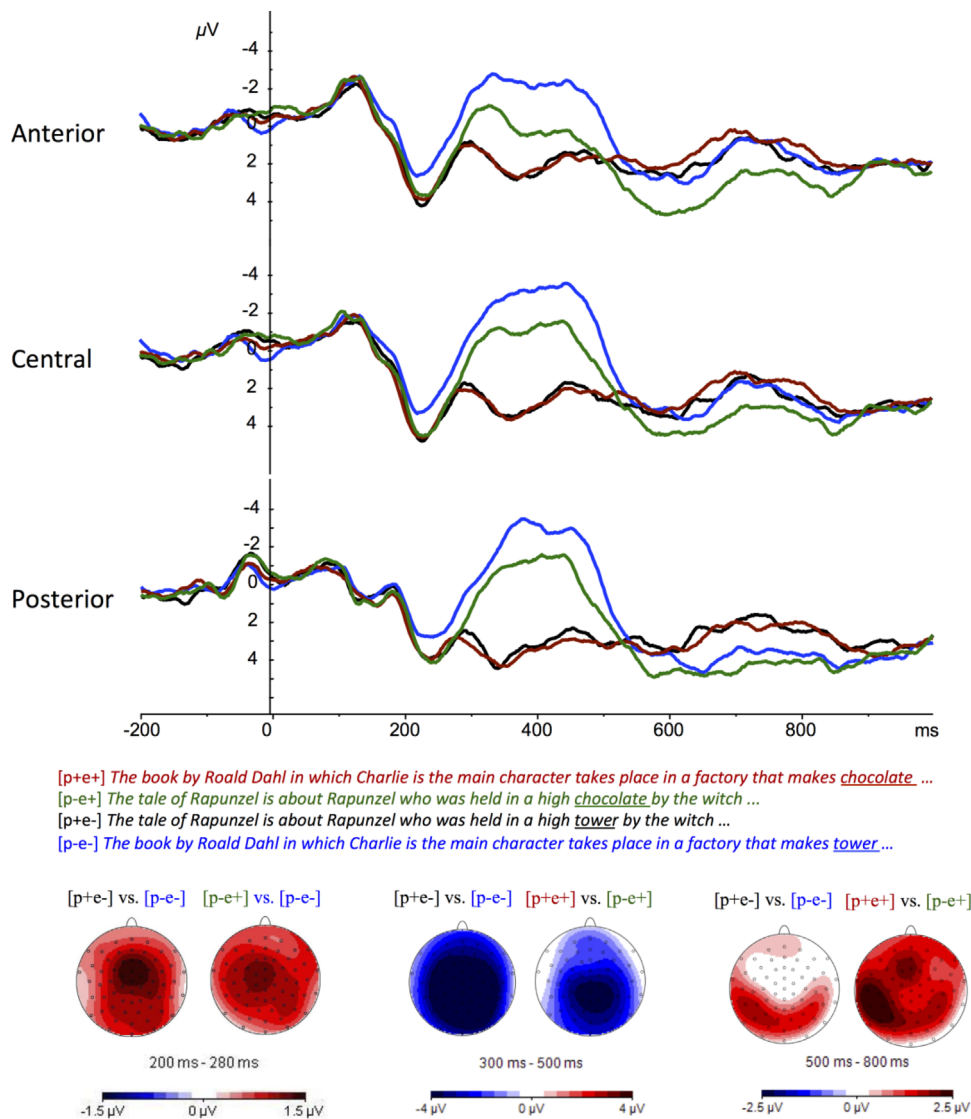 µV
-4
-2
Anterior
0
2
4
-4
-2
Central
0
2
4
-4
-2
Posterior
0
2
4
-200 0 200 400 600 800 ms
[p+e+] The book by Roald Dahl in which Charlie is the main character takes place in a factory that makes chocolate ...
[p-e+] The tale of Rapunzel is about Rapunzel who was held in a high chocolate by the witch ...
[p+e-] The tale of Rapunzel is about Rapunzel who was held in a high tower by the witch ...
[p-e-] The book by Roald Dahl in which Charlie is the main character takes place in a factory that makes tower ...
[p+e-] vs. [p-e-] [p-e+] vs. [p-e-] [p+e-] vs. [p-e-] [p+e+] vs. [p-e+] [p+e-] vs. [p-e-] [p+e+] vs. [p-e+]
200 ms - 280 ms 300 ms - 500 ms 500 ms - 800 ms
-1.5 µV 0 µV 1.5 µV -4 µV 0 µV 4 µV -2.5 µV 0 µV 2.5 µV